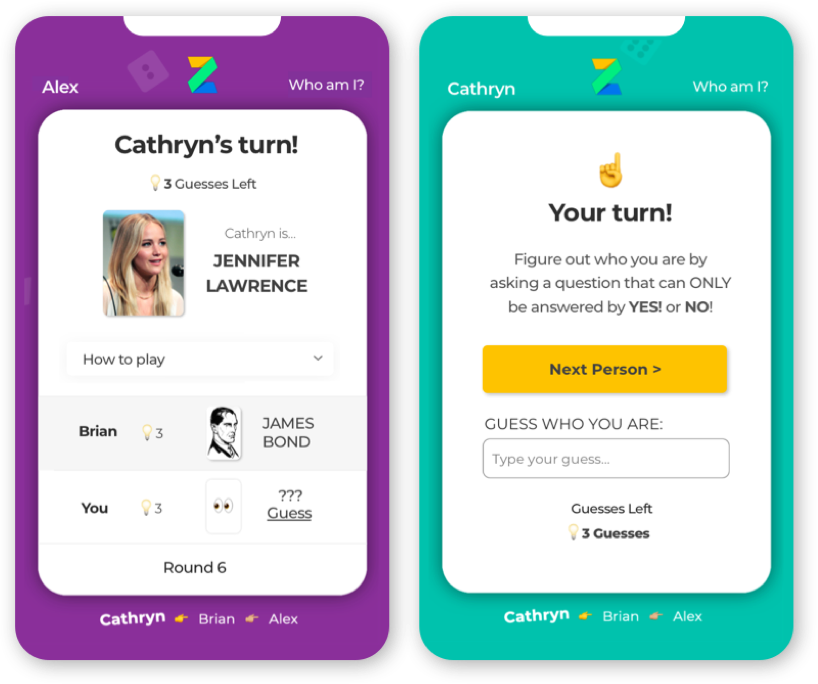 Alex
Who am I?
Cathryn's turn!
3 Guesses Left
Cathryn is...
JENNIFER
LAWRENCE
How to play
Brian 3 JAMES
BOND
You 3 ???
Guess
Round 6
Cathryn Brian Alex
Cathryn
Who am I?
Your turn!
Figure out who you are by
asking a question that can ONLY
be answered by YES! or NO!
Next Person >
GUESS WHO YOU ARE:
Type your guess...
Guesses Left
3 Guesses
Cathryn Brian Alex